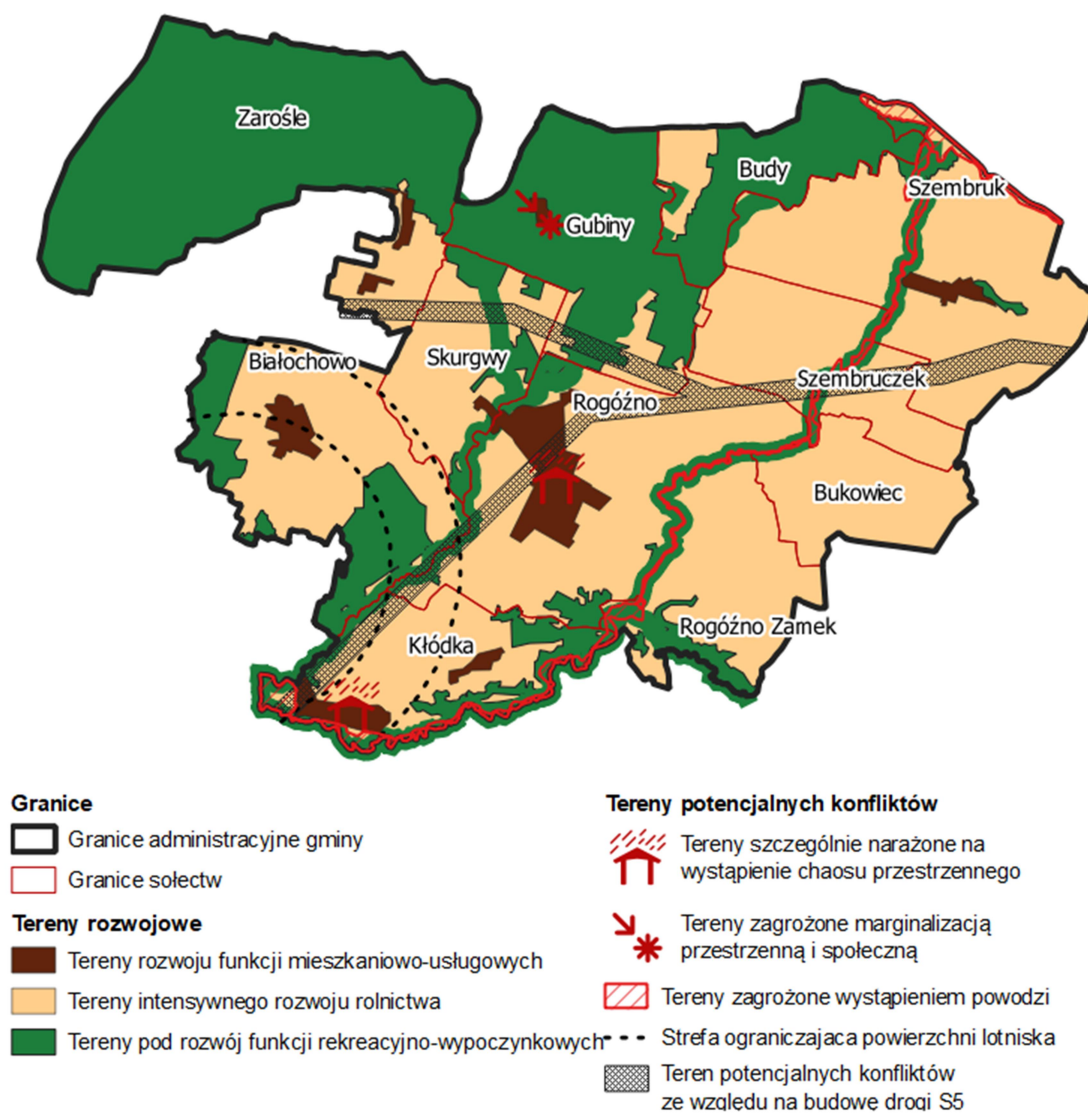 Zarośle
Budy
Szembruk
Gubiny
Białochowo
Skurgwy
Szembruczek
Rogóźno
Bukowiec
Rogóźno Zamek
Kłódka
Granice
Granice administracyjne gminy
Granice sołectw
Tereny rozwojowe
Tereny rozwoju funkcji mieszkaniowo-usługowych
Tereny intensywnego rozwoju rolnictwa
Tereny pod rozwój funkcji rekreacyjno-wypoczynkowych
Tereny potencjalnych konfliktów
Tereny szczególnie narażone na
wystąpienie chaosu przestrzennego
Tereny zagrożone marginalizacją
przestrzenną i społeczną
Tereny zagrożone wystąpieniem powodzi
Strefa ograniczajaca powierzchni lotniska
Teren potencjalnych konfliktów
ze względu na budowę drogi S5